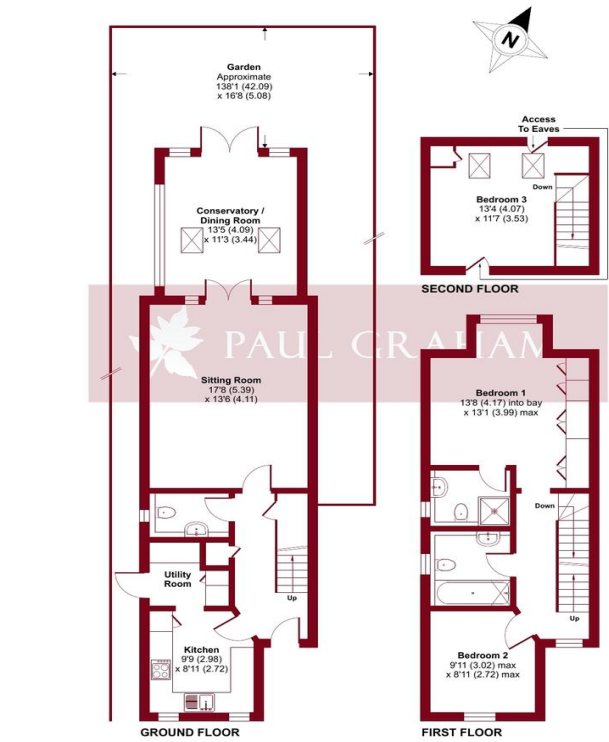 N
Garden
Approximate
138'1 (42.09)
x 16'8 (5.08)
Conservatory /
Dining Room
13'5 (4.09)
x 11'3 (3.44)
PAUL GRAHAM
Sitting Room
17'8 (5.39)
x 13'6 (4.11)
Utility
Room
Up
Kitchen
9'9 (2.98)
x 8'11 (2.72)
GROUND FLOOR
Access
To Eaves
Down
Bedroom 3
13'4 (4.07)
x 11'7 (3.53)
SECOND FLOOR
Bedroom 1
13'8 (4.17) into bay
x 13'1 (3.99) max
Down
Up
Bedroom 2
9'11 (3.02) max
x 8'11 (2.72) max
FIRST FLOOR